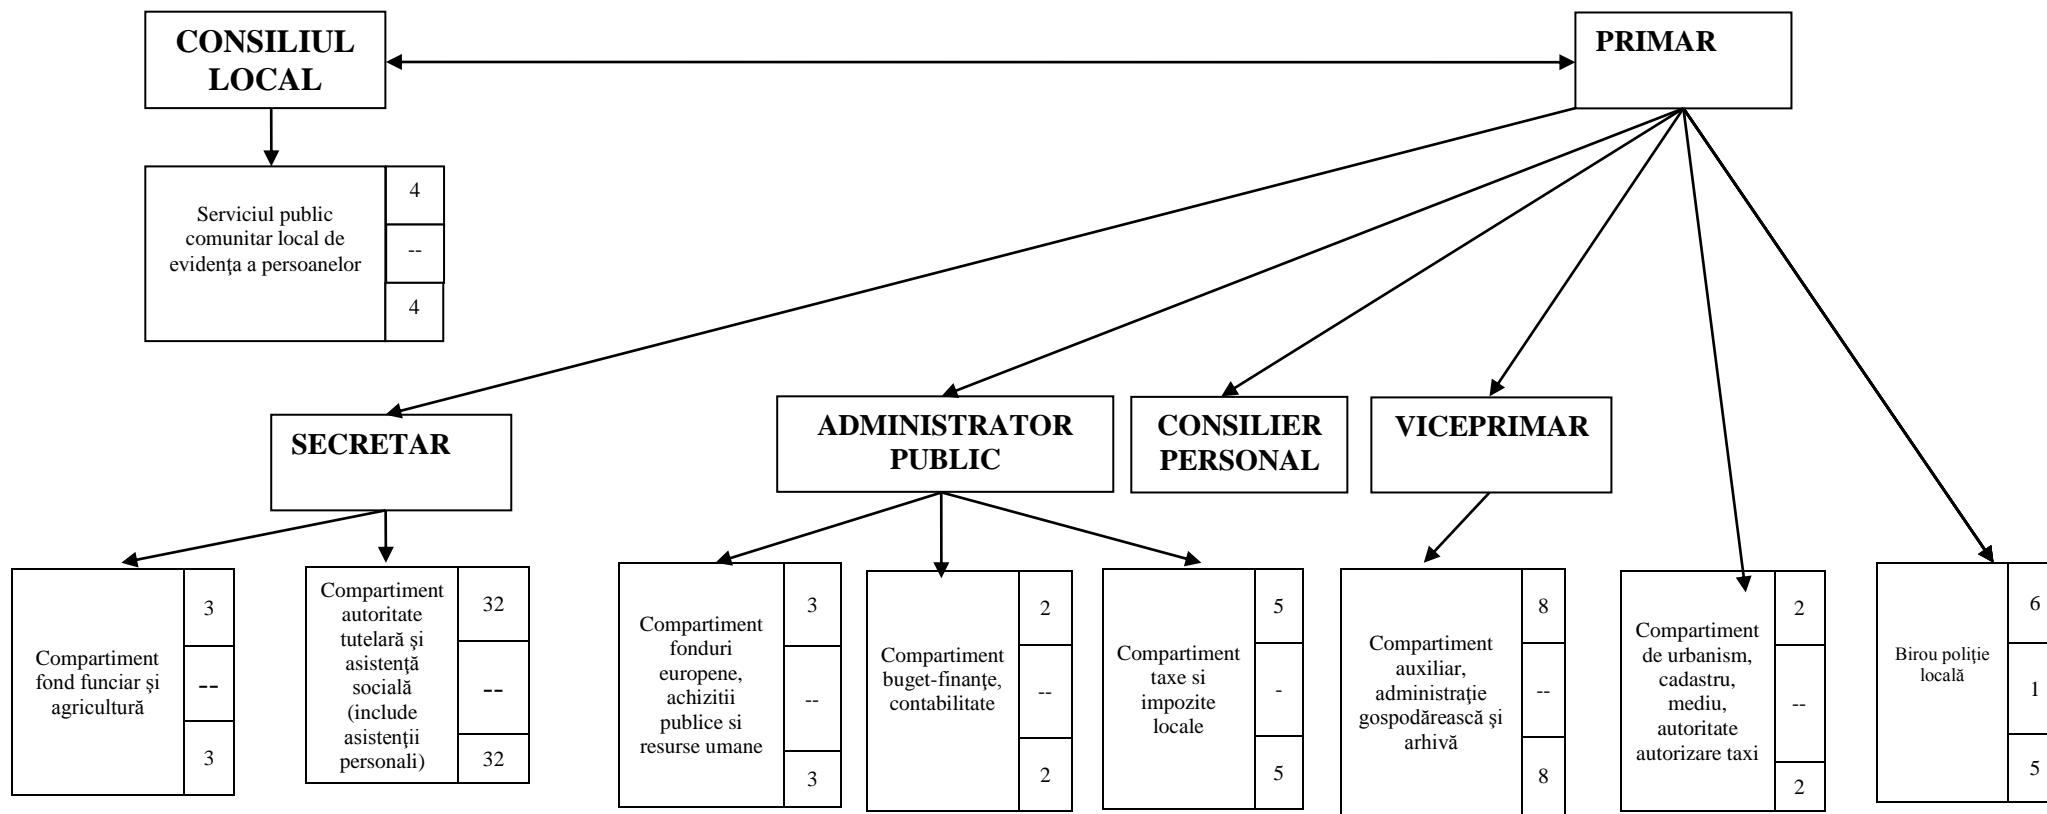 CONSILIUL
LOCAL
PRIMAR
Serviciul public
comunitar local de
evidenţa a persoanelor
4
--
4
SECRETAR
ADMINISTRATOR
PUBLIC
CONSILIER
PERSONAL
VICEPRIMAR
Compartiment
fond funciar şi
agricultură
3
--
3
Compartiment
autoritate
tutelară şi
asistenţă
socială
(include
asistenţii
personali)
32
--
32
Compartiment
fonduri
europene,
achizitii
publice si
resurse umane
3
--
3
Compartiment
buget-finanţe,
contabilitate
2
--
2
Compartiment
taxe si
impozite
locale
5
-
5
Compartiment
auxiliar,
administraţie
gospodărească şi
arhivă
8
--
8
Compartiment
de urbanism,
cadastru,
mediu,
autoritate
autorizare taxi
2
--
2
Birou poliţie
locală
6
1
5